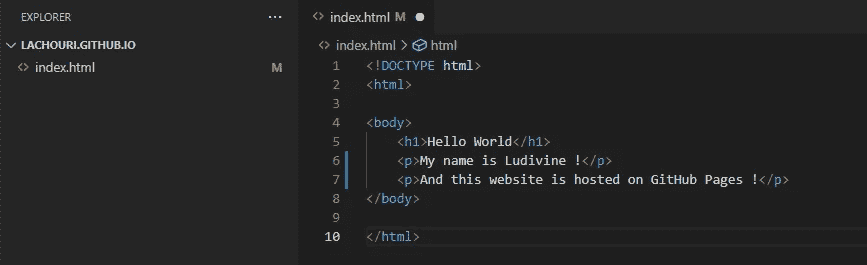 EXPLORER ...
LACHOURI.GITHUB.IO
<> index.html M
<> index.html M ●
<> index.html > html
1 <!DOCTYPE html>
2 <html>
3
4 <body>
5     <h1>Hello World</h1>
6     <p>My name is Ludivine !</p>
7     <p>And this website is hosted on GitHub Pages !</p>
8 </body>
9
10 </html>